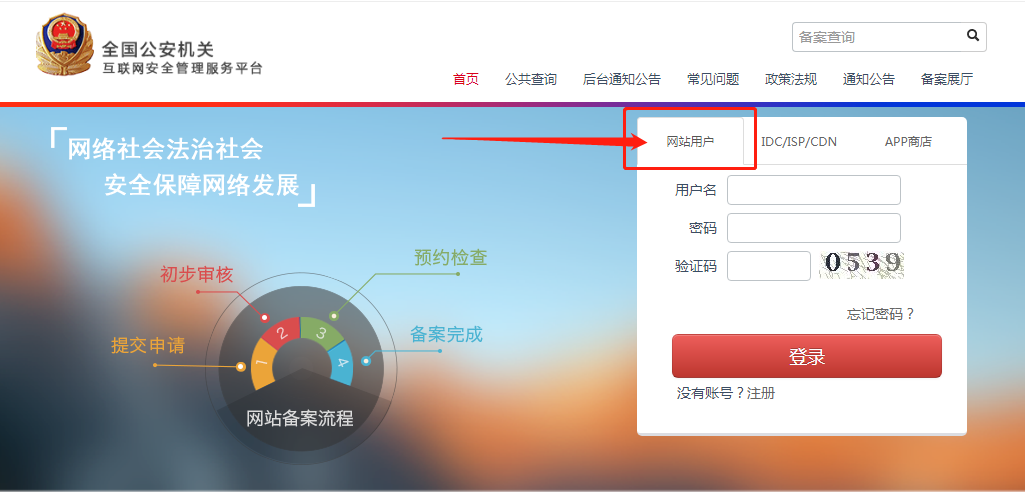 全国公安机关
互联网安全管理服务平台
备案查询
首页 公共查询 后台通知公告 常见问题 政策法规 通知公告 备案展厅
网络社会法治社会
安全保障网络发展
网站用户 IDC/ISP/CDN APP商店
用户名
密码
验证码 0539
忘记密码？
登录
没有账号？注册
初步审核
预约检查
提交申请
备案完成
1
2
3
4
网站备案流程